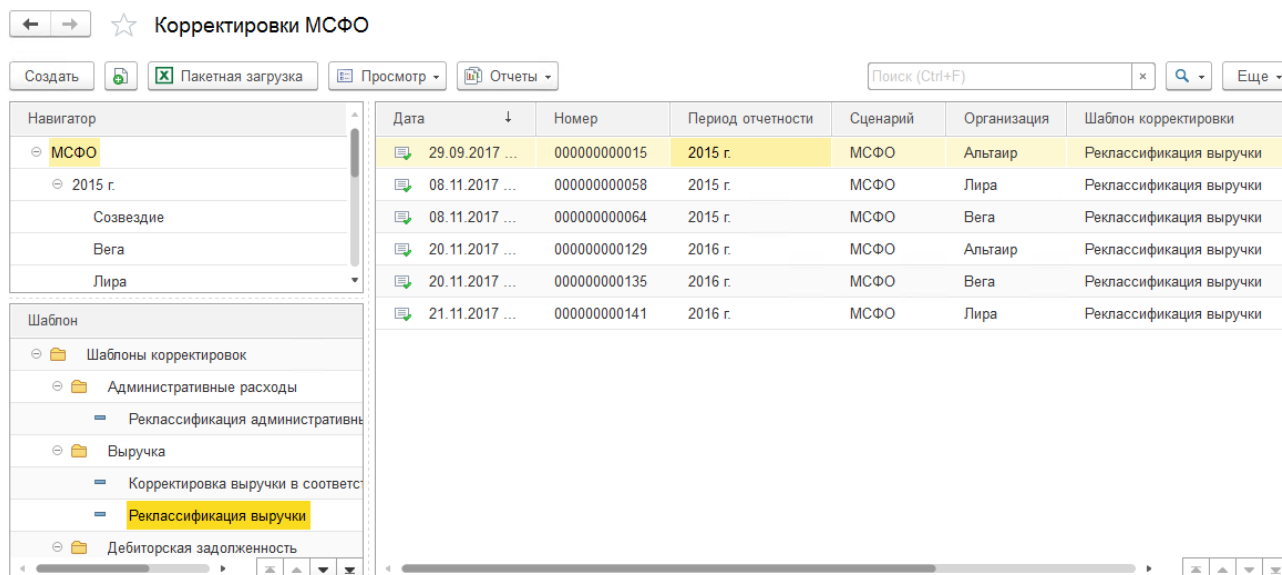 Корректировки МСФО
Создать Пакетная загрузка Просмотр Отчеты Поиск (Ctrl+F) × Еще
Навигатор
МСФО
2015 г.
Созвездие
Вега
Лира
Шаблон
Шаблоны корректировок
Административные расходы
Реклассификация административны
Выручка
Корректировка выручки в соответст
Реклассификация выручки
Дебиторская задолженность
Дата ↓ Номер Период отчетности Сценарий Организация Шаблон корректировки
29.09.2017 ... 000000000015 2015 г. МСФО Альтаир Реклассификация выручки
08.11.2017 ... 000000000058 2015 г. МСФО Лира Реклассификация выручки
08.11.2017 ... 000000000064 2015 г. МСФО Вега Реклассификация выручки
20.11.2017 ... 000000000129 2016 г. МСФО Альтаир Реклассификация выручки
20.11.2017 ... 000000000135 2016 г. МСФО Вега Реклассификация выручки
21.11.2017 ... 000000000141 2016 г. МСФО Лира Реклассификация выручки